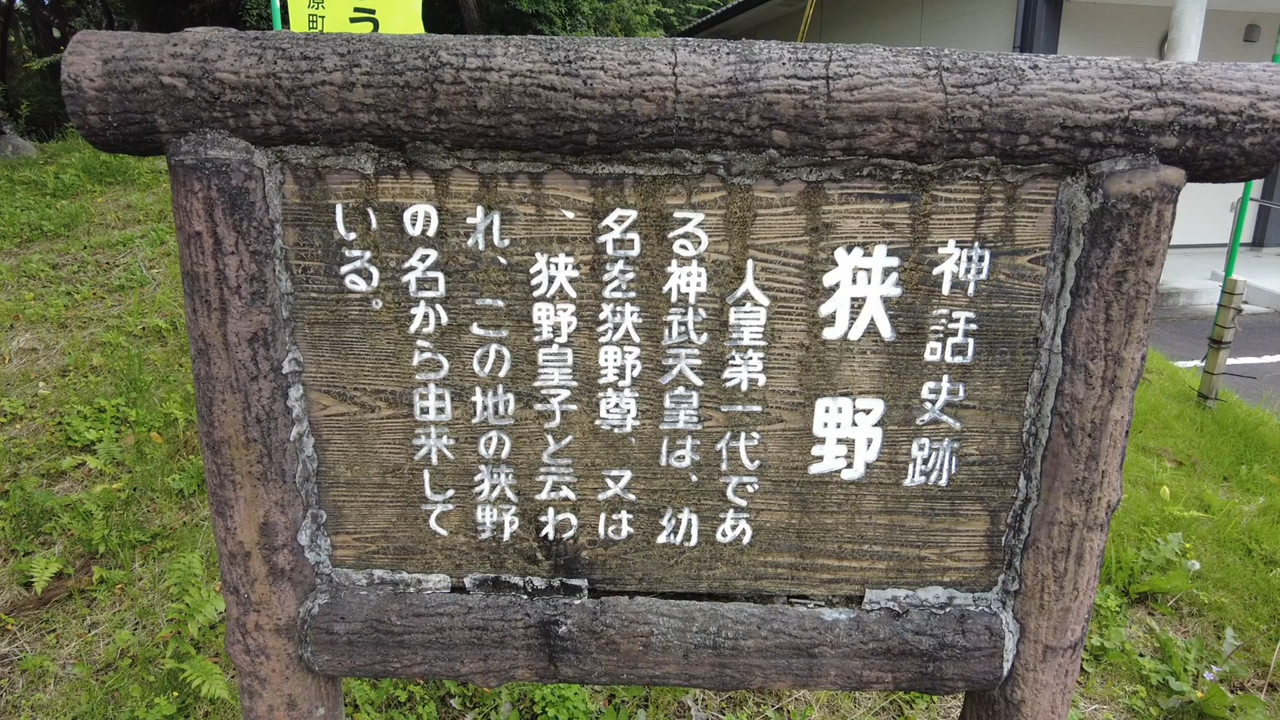 神話史跡
狭野
人皇第一代であ
る神武天皇は、幼
名を狭野尊、又は
、狭野皇子と云わ
れ、この地の狭野
の名から由来して
いる。
原町
う